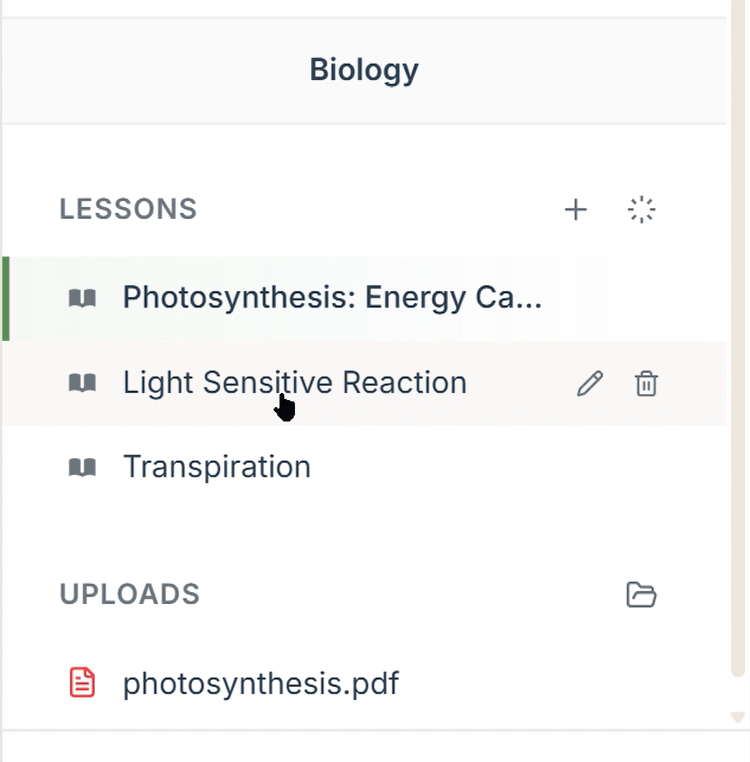 Biology
LESSONS
Photosynthesis: Energy Ca...
Light Sensitive Reaction
Transpiration
UPLOADS
photosynthesis.pdf